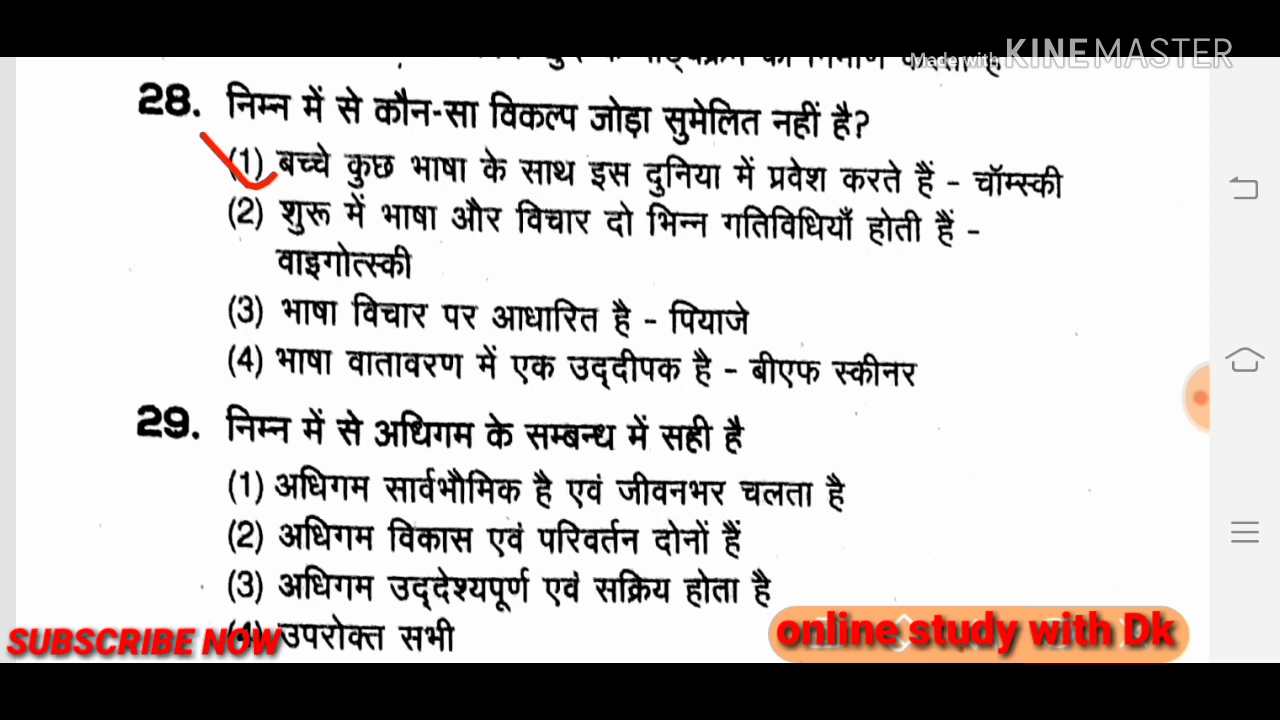 Made with KINEMASTER
28. निम्न में से कौन-सा विकल्प जोड़ा सुमेलित नहीं है?
(1) बच्चे कुछ भाषा के साथ इस दुनिया में प्रवेश करते हैं - चॉम्स्की
(2) शुरू में भाषा और विचार दो भिन्न गतिविधियाँ होती हैं -
वाइगोत्स्की
(3) भाषा विचार पर आधारित है - पियाजे
(4) भाषा वातावरण में एक उद्दीपक है - बीएफ स्कीनर
29. निम्न में से अधिगम के सम्बन्ध में सही है
(1) अधिगम सार्वभौमिक है एवं जीवनभर चलता है
(2) अधिगम विकास एवं परिवर्तन दोनों हैं
(3) अधिगम उद्देश्यपूर्ण एवं सक्रिय होता है
(4) उपरोक्त सभी
SUBSCRIBE NOW
online study with Dk